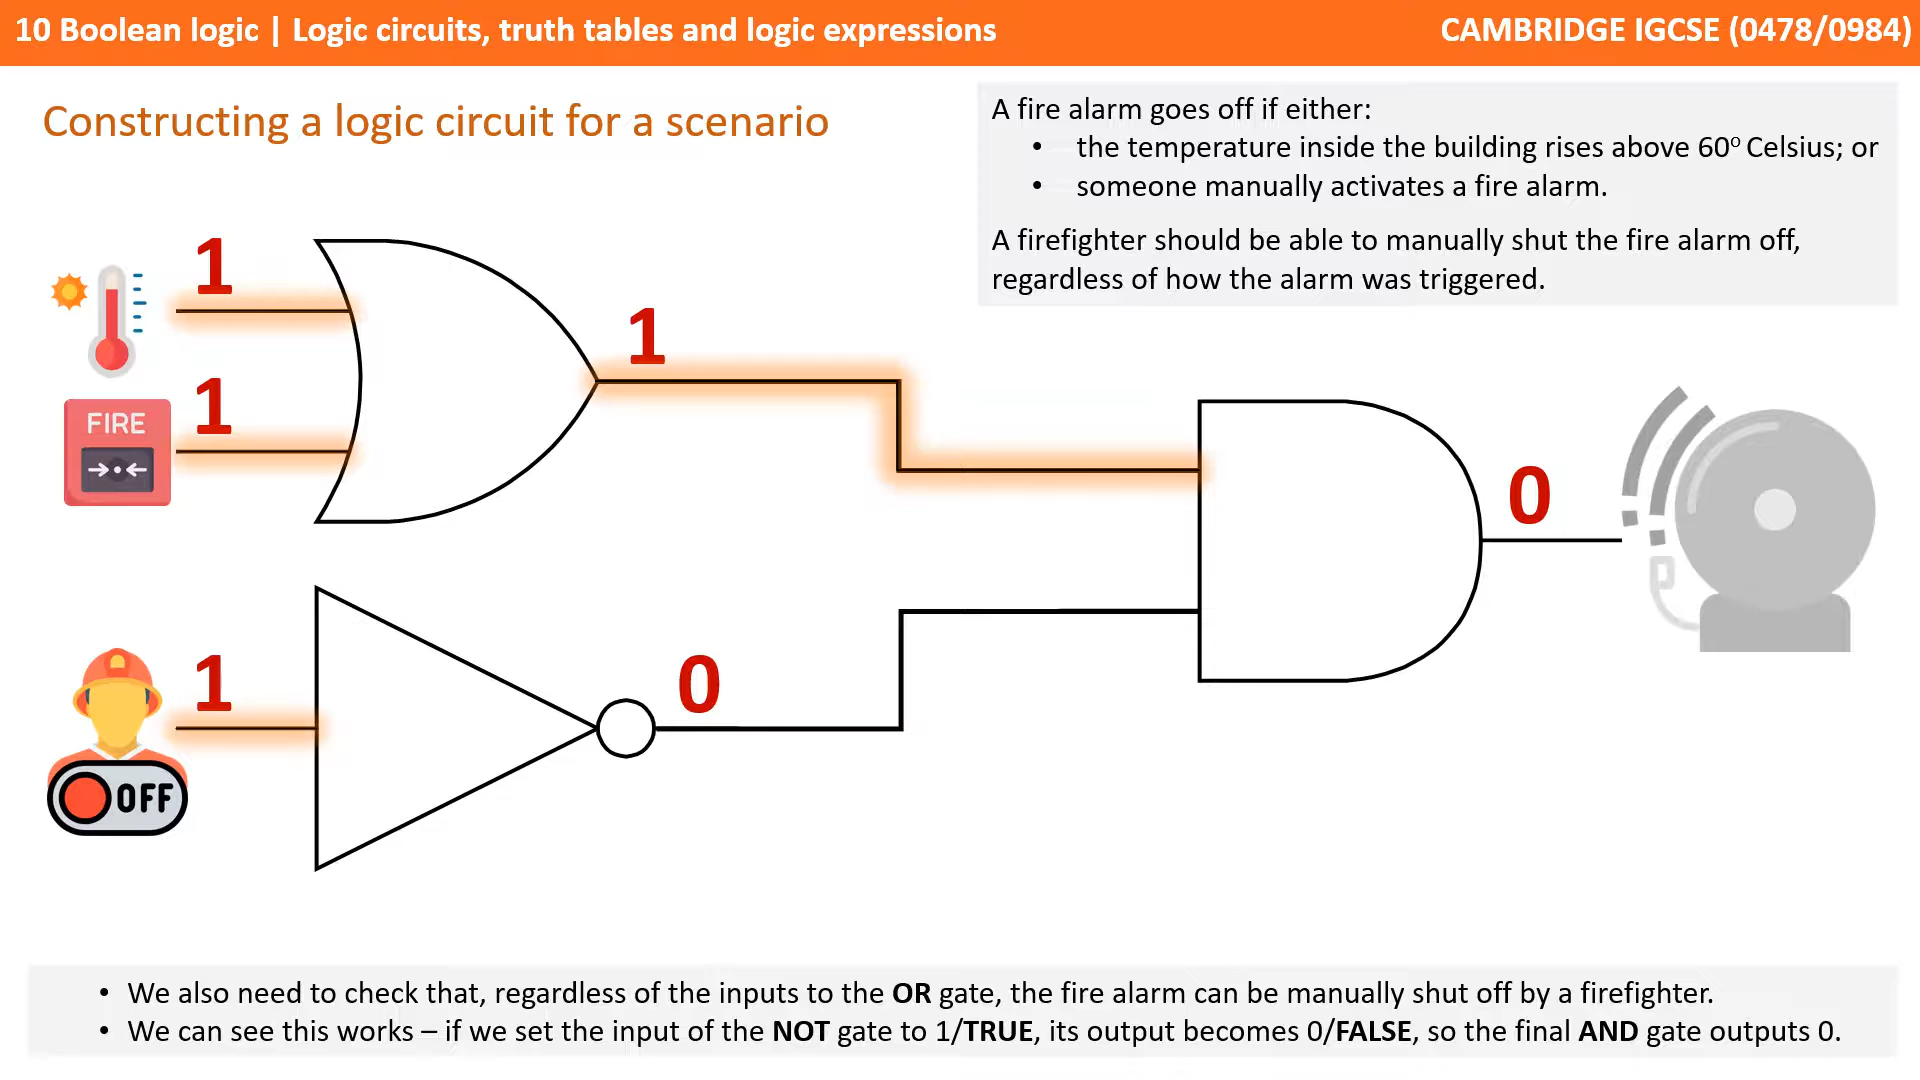 10 Boolean logic | Logic circuits, truth tables and logic expressions
CAMBRIDGE IGCSE (0478/0984)
Constructing a logic circuit for a scenario
A fire alarm goes off if either:
• the temperature inside the building rises above 60º Celsius; or
• someone manually activates a fire alarm.
A firefighter should be able to manually shut the fire alarm off,
regardless of how the alarm was triggered.
1
1
FIRE
1
0
1
0
OFF
• We also need to check that, regardless of the inputs to the OR gate, the fire alarm can be manually shut off by a firefighter.
• We can see this works – if we set the input of the NOT gate to 1/TRUE, its output becomes 0/FALSE, so the final AND gate outputs 0.